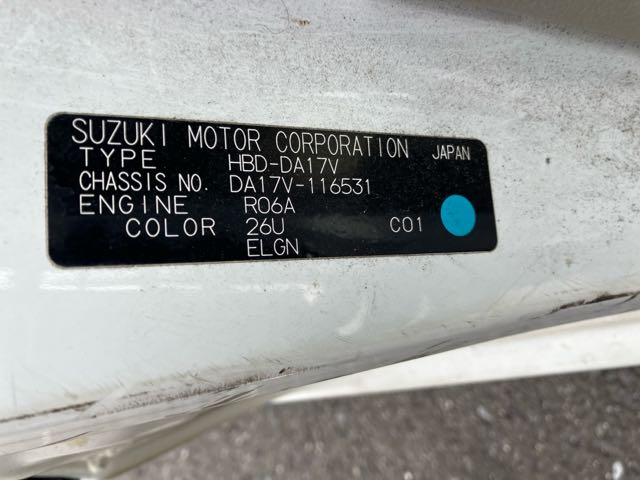 SUZUKI MOTOR CORPORATION JAPAN
TYPE HBD-DA17V
CHASSIS NO. DA17V-116531
ENGINE R06A
COLOR 26U C01
ELGN